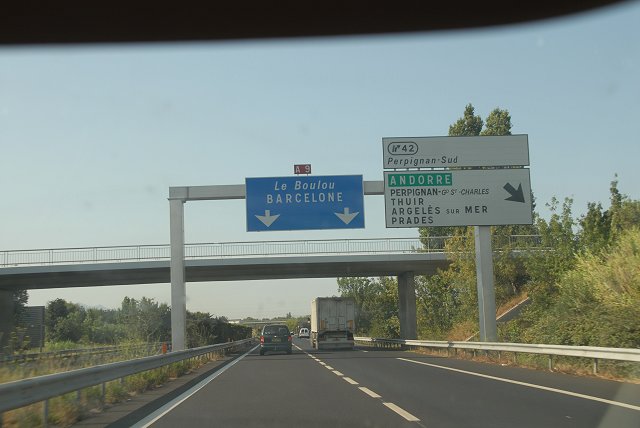 A 9
Le Boulou
BARCELONE
42
Perpignan-Sud
ANDORRE
PERPIGNAN-Gd St-CHARLES
THUIR
ARGELÈS SUR MER
PRADES